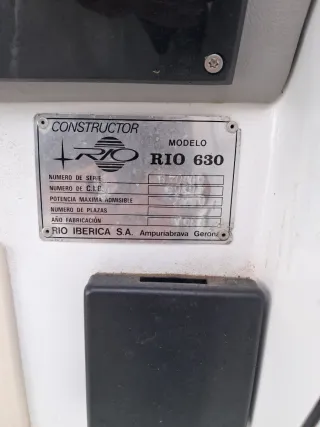 CONSTRUCTOR
RIO
MODELO
RIO 630
NUMERO DE SERIE
NUMERO DE C.I.C.
POTENCIA MAXIMA ADMISIBLE
NUMERO DE PLAZAS
AÑO FABRICACIÓN
RIO IBERICA S.A. Ampuriabrava Gerona